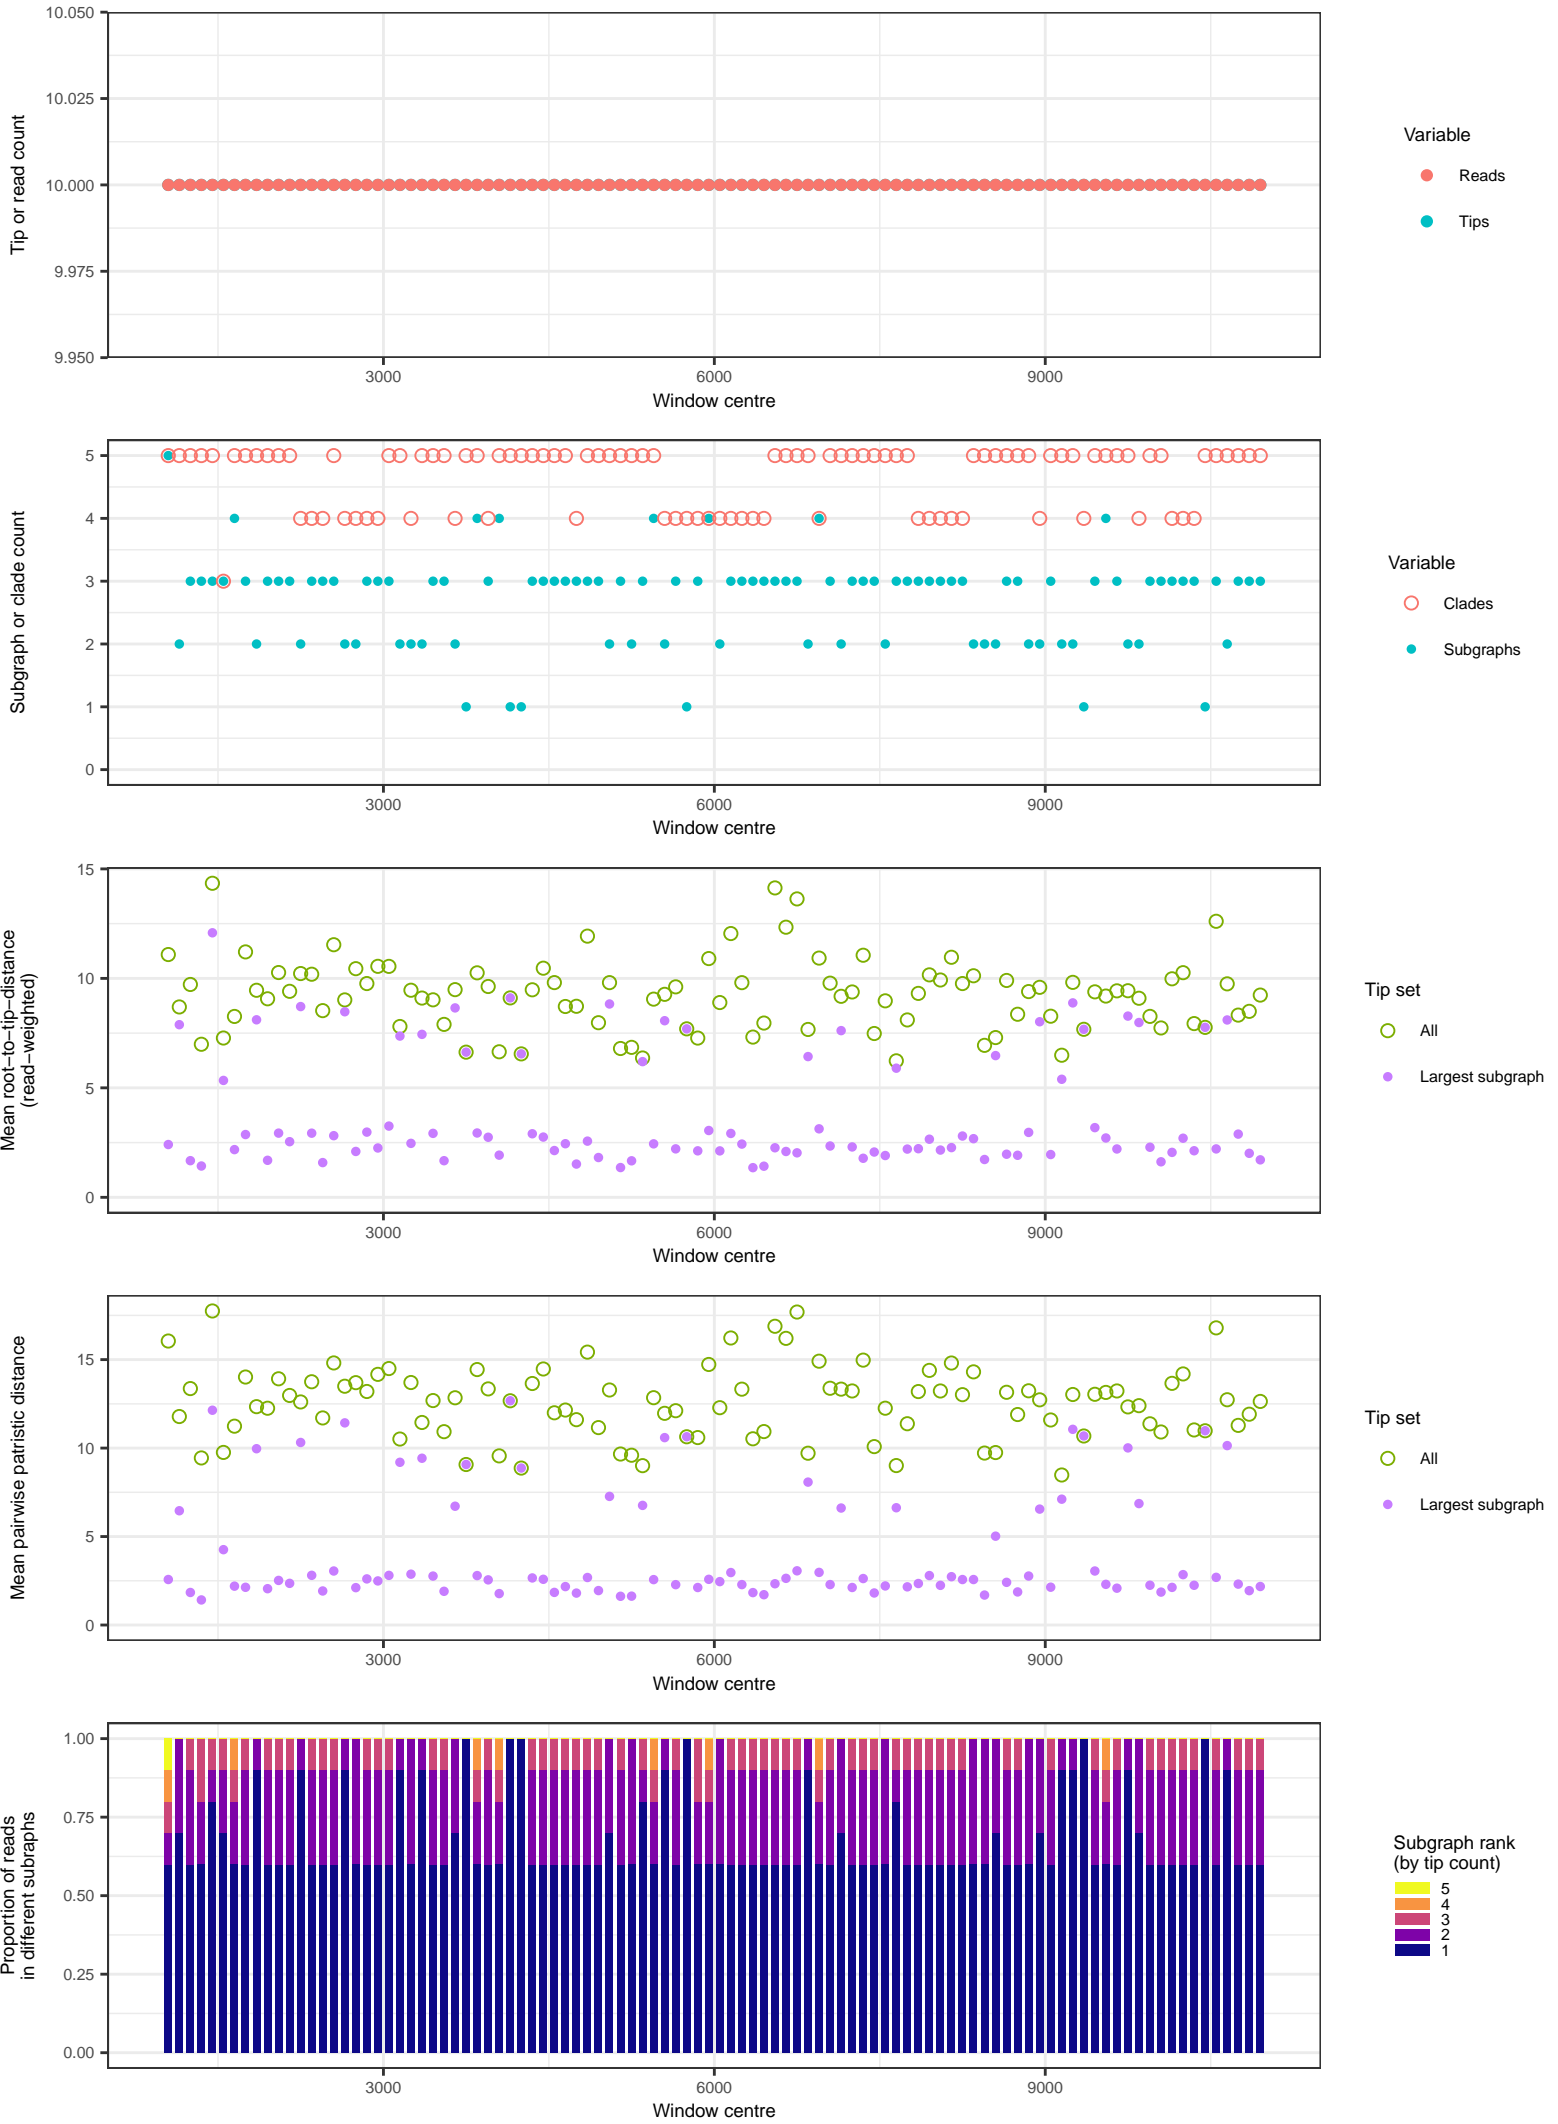 10.050
10.025
10.000
9.975
9.950
Tip or read count
3000
6000
9000
Window centre
Variable
Reads
Tips
5
4
3
2
1
0
Subgraph or clade count
3000
6000
9000
Window centre
Variable
Clades
Subgraphs
15
10
5
0
Mean root−to−tip−distance
(read−weighted)
3000
6000
9000
Window centre
Tip set
All
Largest subgraph
15
10
5
0
Mean pairwise patristic distance
3000
6000
9000
Window centre
Tip set
All
Largest subgraph
1.00
0.75
0.50
0.25
0.00
Proportion of reads
in different subraphs
3000
6000
9000
Window centre
Subgraph rank
(by tip count)
5
4
3
2
1